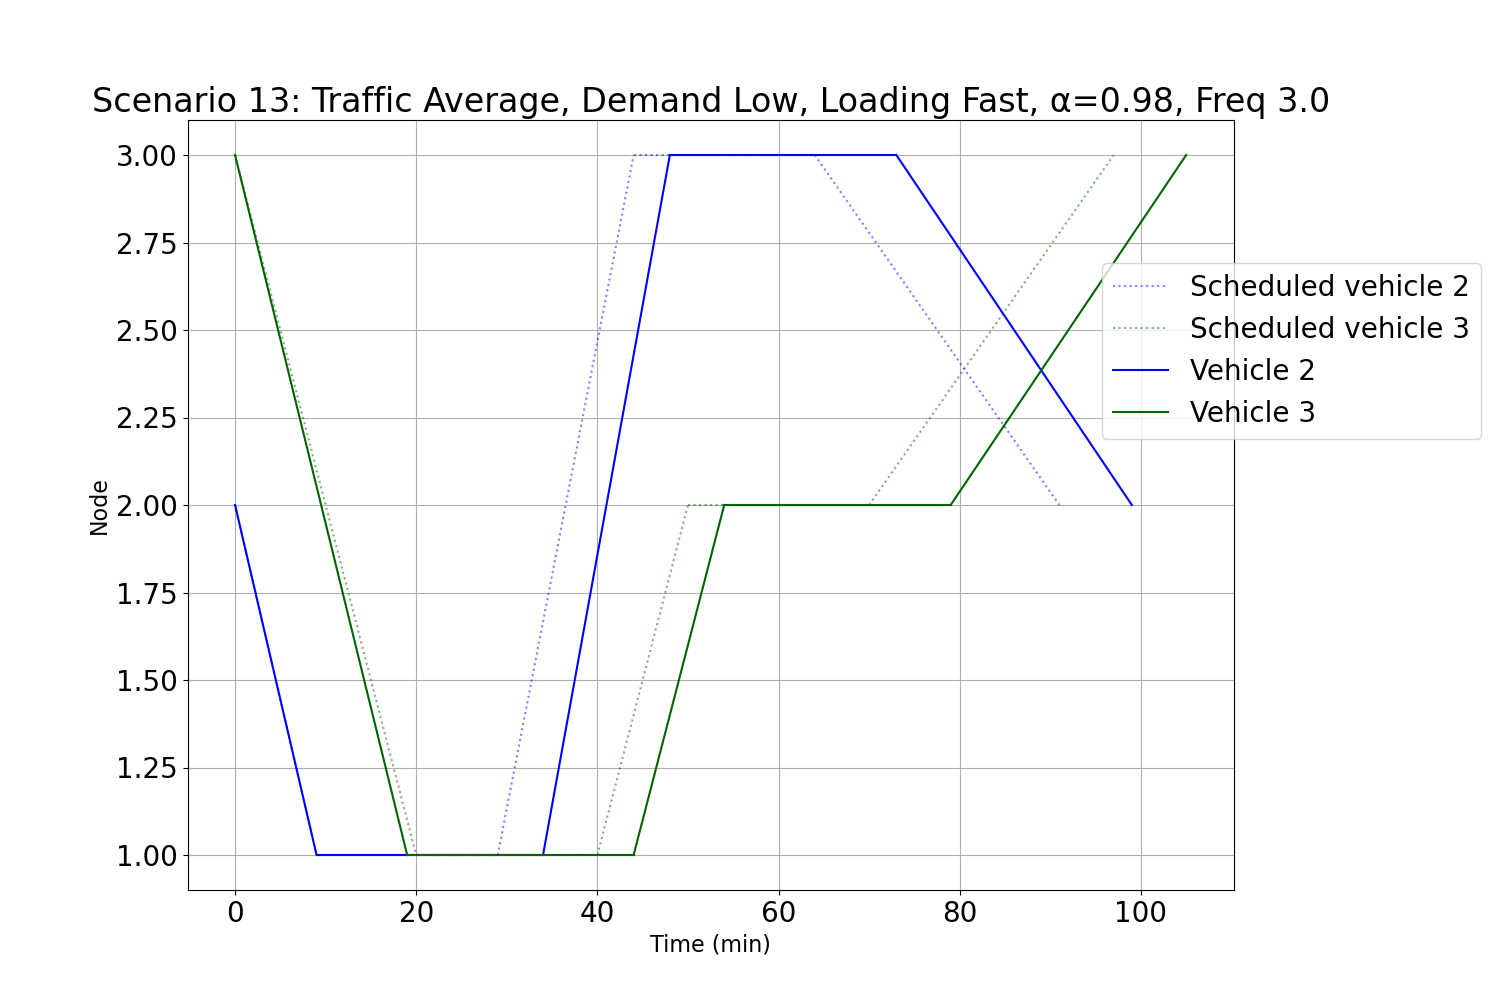 Scenario 13: Traffic Average, Demand Low, Loading Fast, α=0.98, Freq 3.0
3.00
2.75
2.50
2.25
2.00
1.75
1.50
1.25
1.00
Node
0 20 40 60 80 100
Time (min)
Scheduled vehicle 2
Scheduled vehicle 3
Vehicle 2
Vehicle 3